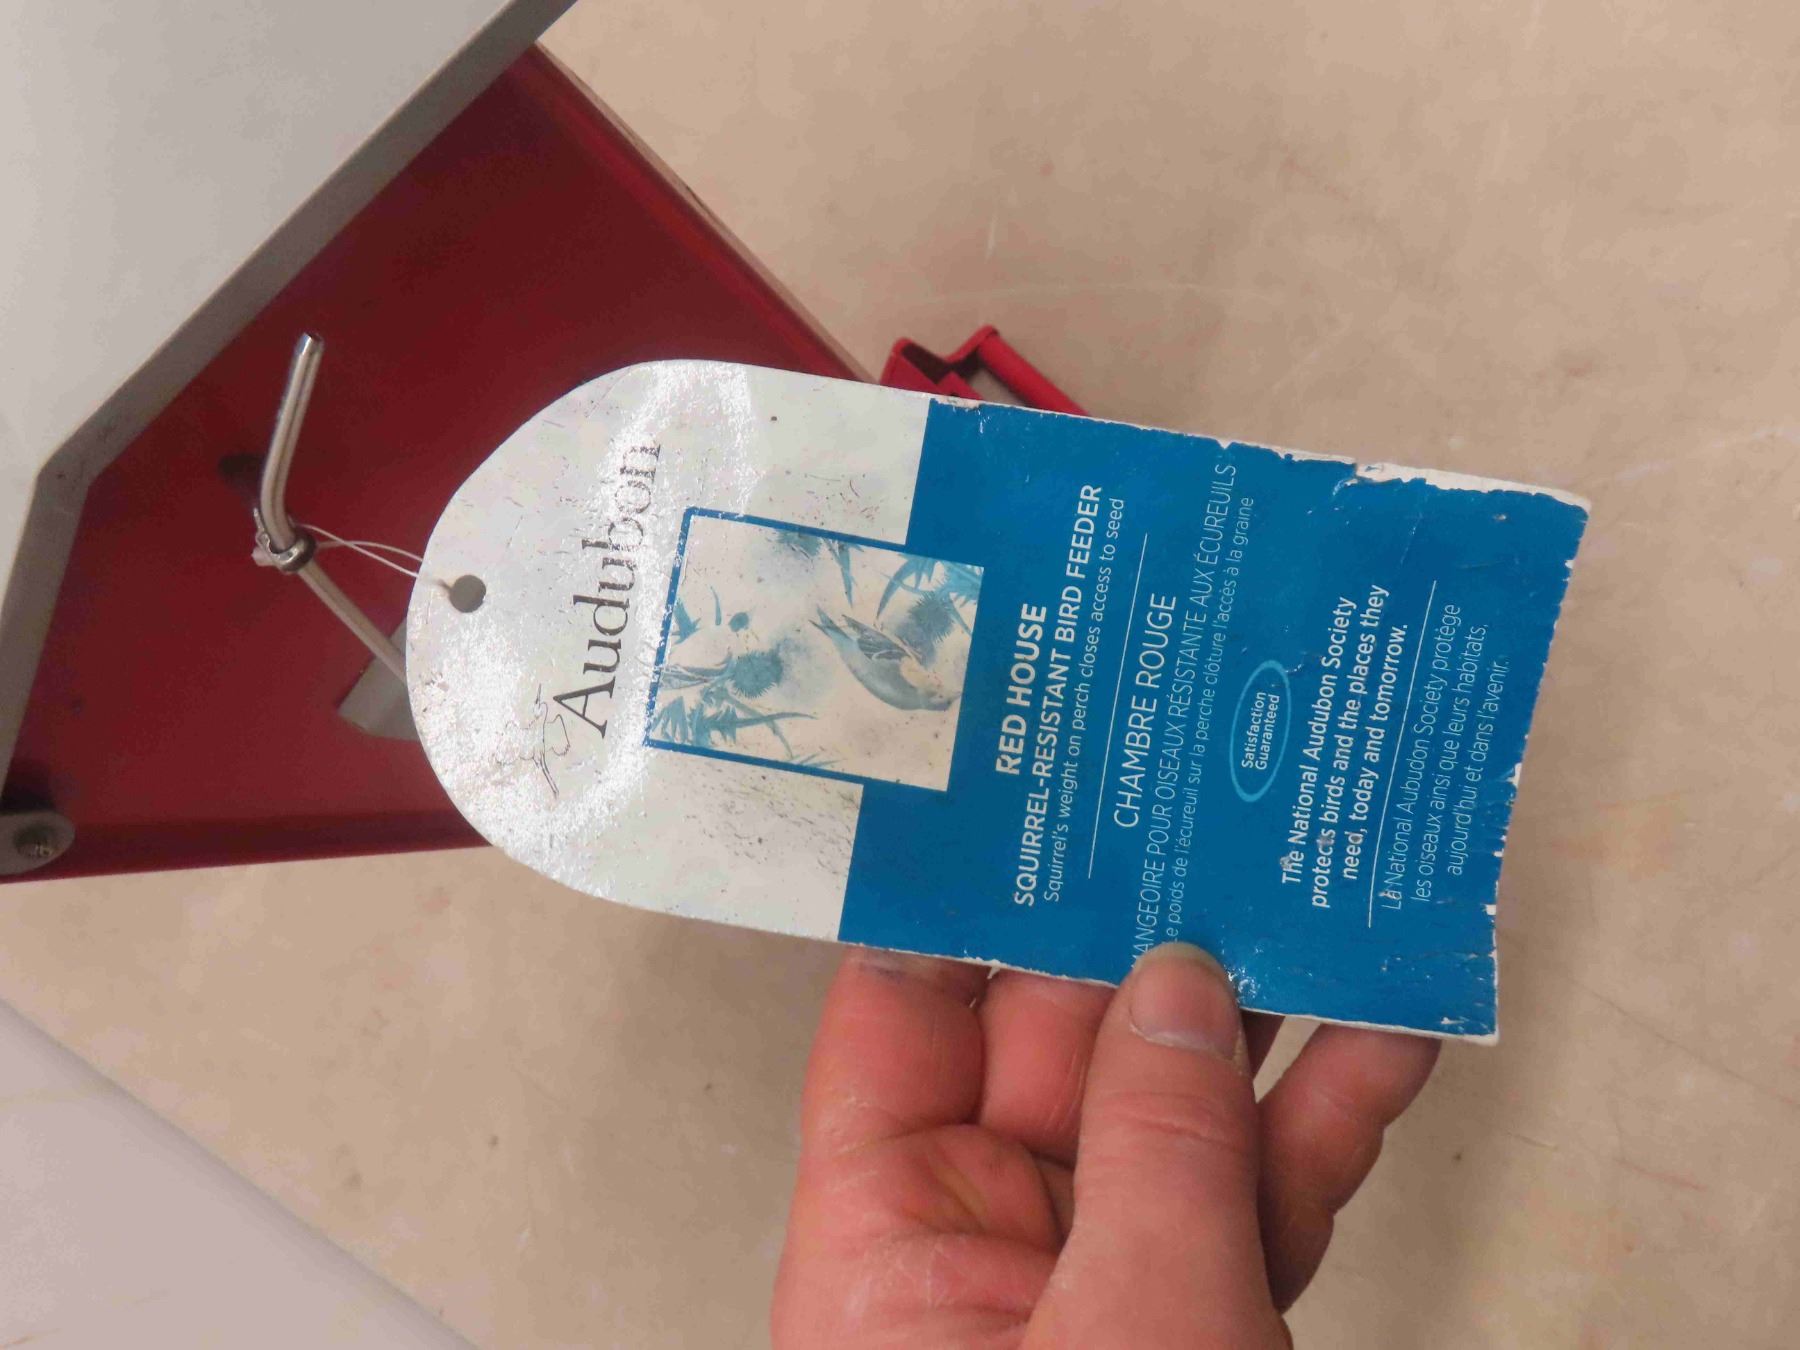 Audubon
RED HOUSE
SQUIRREL-RESISTANT BIRD FEEDER
Squirrel's weight on perch closes access to seed
CHAMBRE ROUGE
ANGEOIRE POUR OISEAUX RÉSISTANTE AUX ÉCUREUILS
e poids de l'écureuil sur la perche clôture l'accès à la graine
Satisfaction
Guaranteed
The National Audubon Society
protects birds and the places they
need, today and tomorrow.
La National Aubudon Society protège
les oiseaux ainsi que leurs habitats,
aujourd'hui et dans l'avenir.